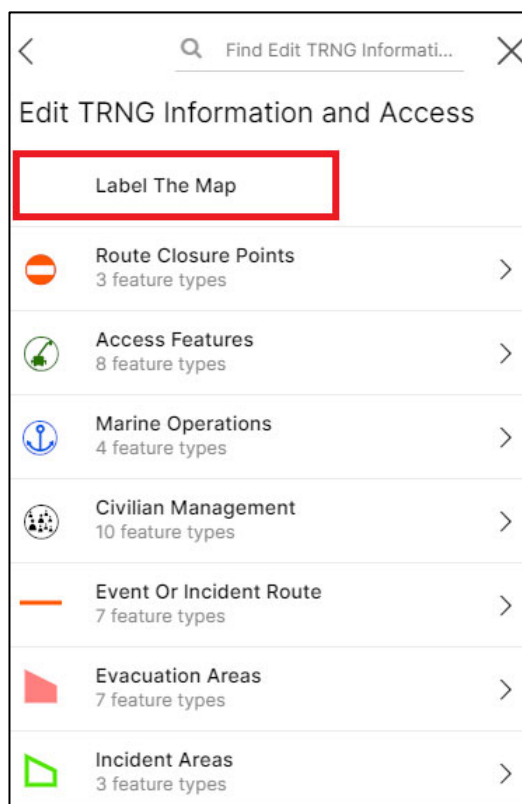 Find Edit TRNG Informati...
Edit TRNG Information and Access
Label The Map
Route Closure Points
3 feature types
Access Features
8 feature types
Marine Operations
4 feature types
Civilian Management
10 feature types
Event Or Incident Route
7 feature types
Evacuation Areas
7 feature types
Incident Areas
3 feature types